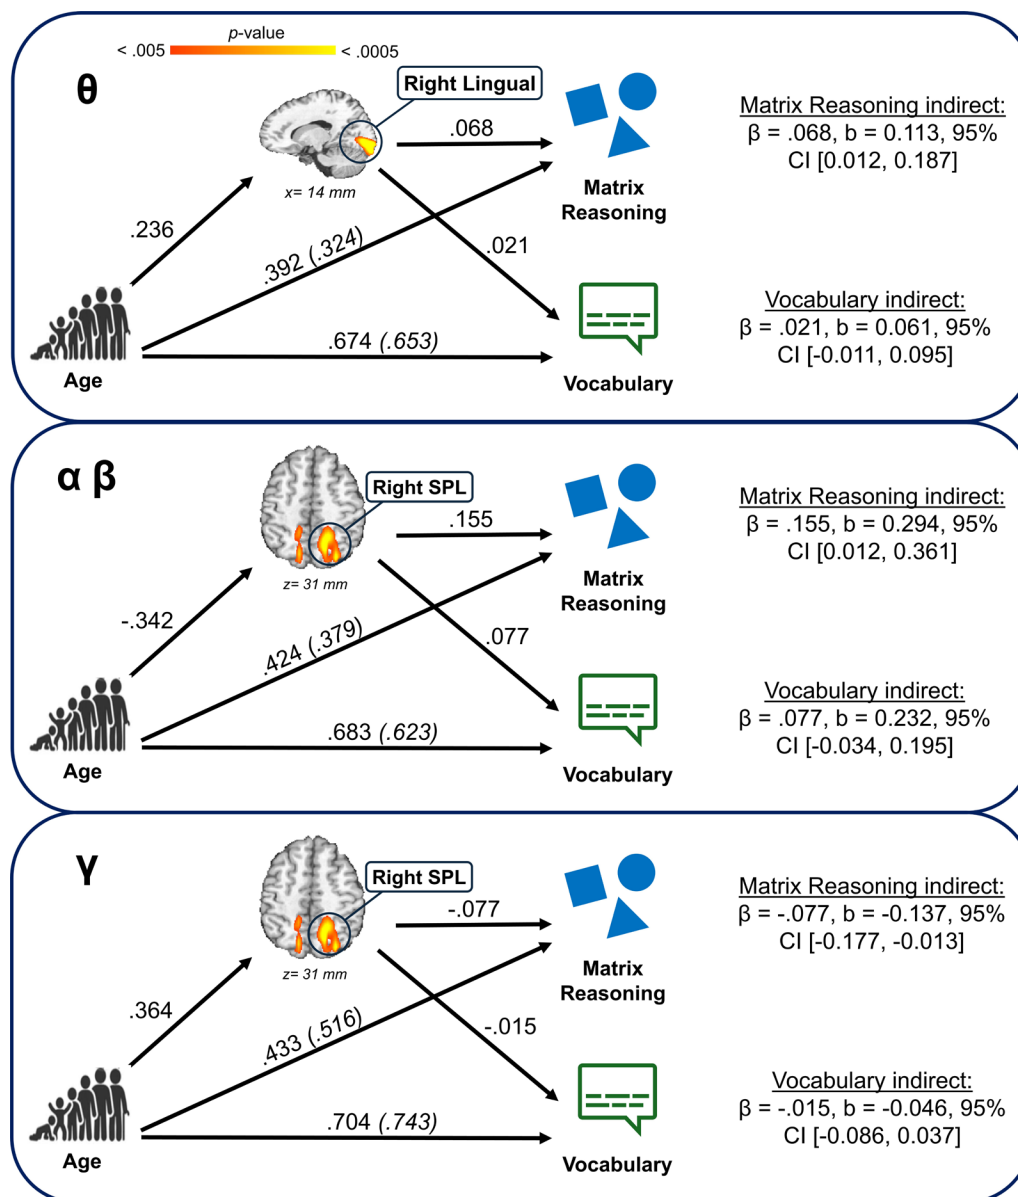 p-value
< .005 < .0005
θ
Right Lingual
x= 14 mm
.068
.236
.392 (.324)
.021
.674 (.653)
Age
Matrix
Reasoning
Vocabulary
Matrix Reasoning indirect:
β = .068, b = 0.113, 95%
CI [0.012, 0.187]
Vocabulary indirect:
β = .021, b = 0.061, 95%
CI [-0.011, 0.095]
α β
Right SPL
z= 31 mm
.155
-.342
.424 (.379)
.077
.683 (.623)
Age
Matrix
Reasoning
Vocabulary
Matrix Reasoning indirect:
β = .155, b = 0.294, 95%
CI [0.012, 0.361]
Vocabulary indirect:
β = .077, b = 0.232, 95%
CI [-0.034, 0.195]
γ
Right SPL
z= 31 mm
-.077
.364
.433 (.516)
-.015
.704 (.743)
Age
Matrix
Reasoning
Vocabulary
Matrix Reasoning indirect:
β = -.077, b = -0.137, 95%
CI [-0.177, -0.013]
Vocabulary indirect:
β = -.015, b = -0.046, 95%
CI [-0.086, 0.037]